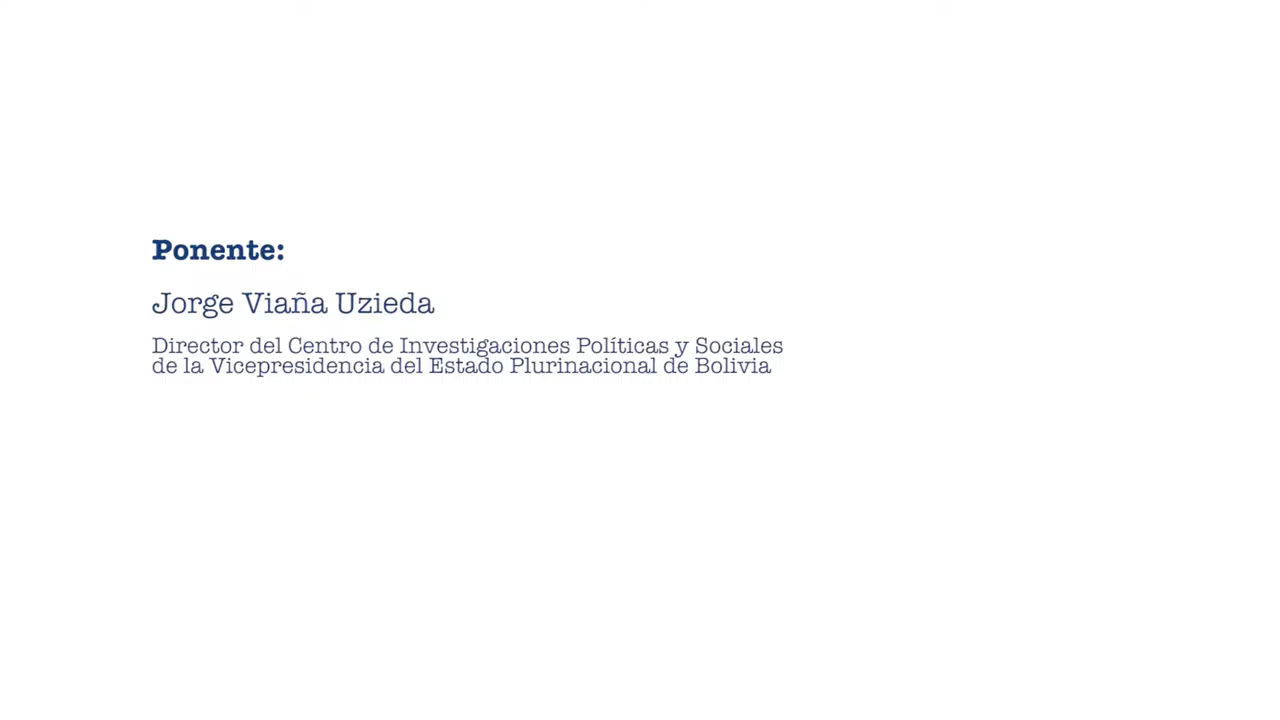 Ponente:
Jorge Viaña Uzieda
Director del Centro de Investigaciones Políticas y Sociales
de la Vicepresidencia del Estado Plurinacional de Bolivia